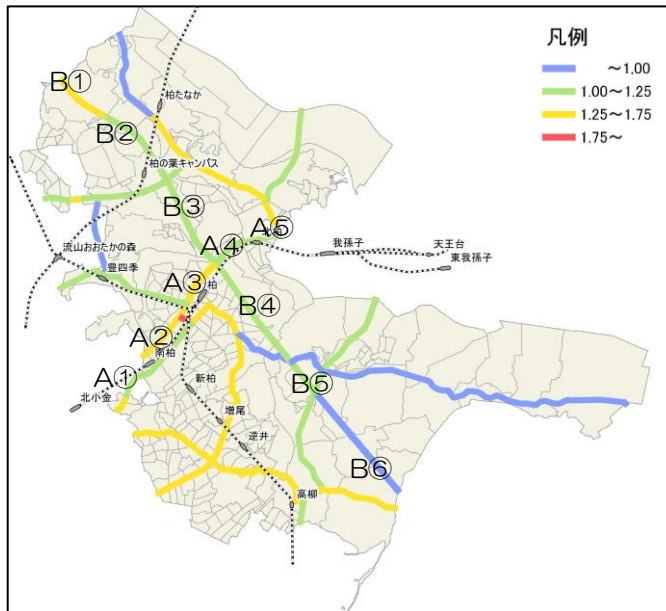 凡例
~1.00
1.00~1.25
1.25~1.75
1.75~
B①
柏たなか
B②
柏の葉キャンパス
B③
A⑤
A④
我孫子
天王台
東我孫子
流山おおたかの森
豊四季
A③
柏
B④
A②
南柏
A①
新柏
北小金
B⑤
増尾
逆井
B⑥
高柳